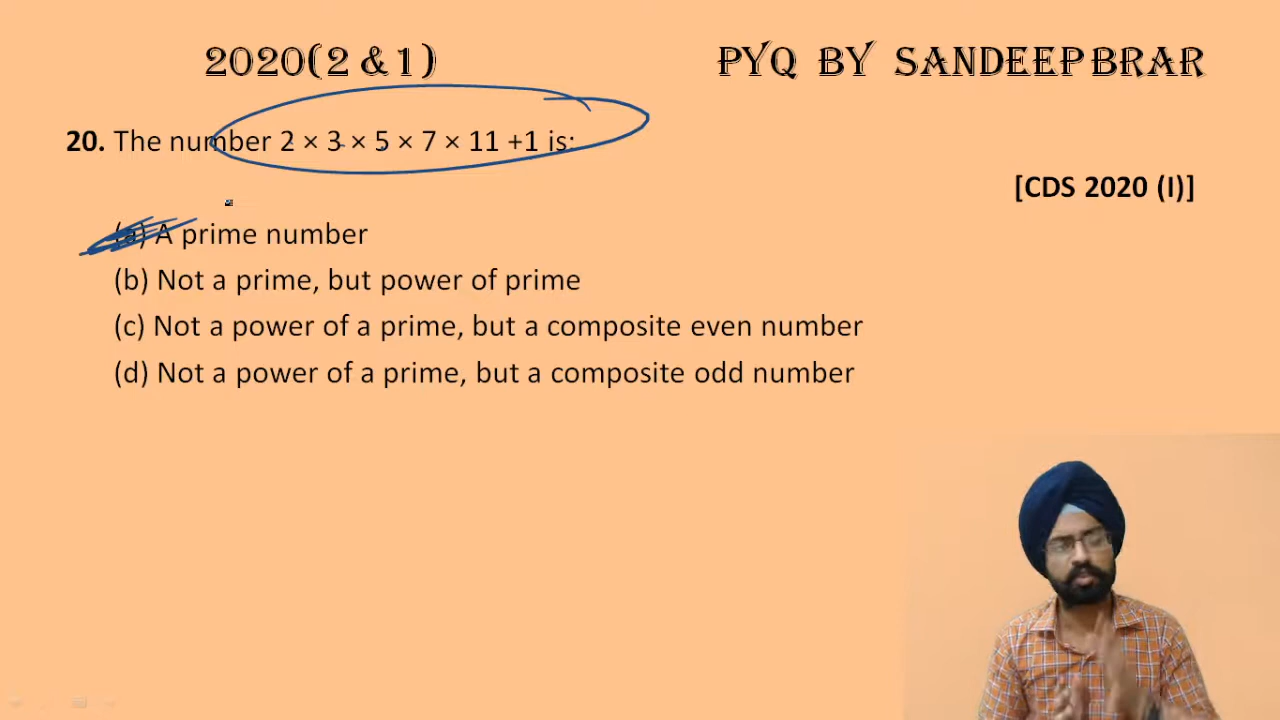 2020(2 & 1)
PYQ BY SANDEEP BRAR
20. The number 2 × 3 × 5 × 7 × 11 +1 is:
[CDS 2020 (I)]
(a) A prime number
(b) Not a prime, but power of prime
(c) Not a power of a prime, but a composite even number
(d) Not a power of a prime, but a composite odd number